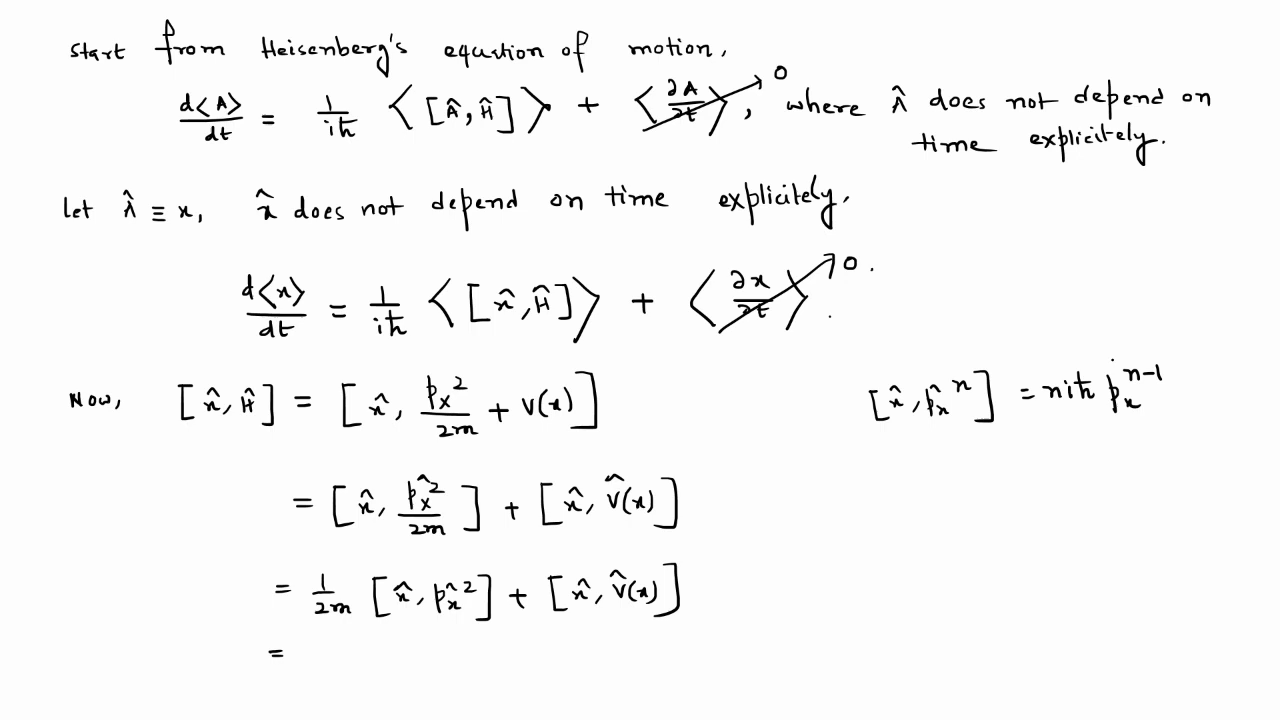 Start from Heisenberg's equation of motion,
d⟨A⟩/dt = 1/iħ ⟨[Â, Ĥ]⟩ + ⟨∂A/∂t⟩→0, where Â does not depend on
time explicitely.
Let Â ≡ x, x̂ does not depend on time explicitely,
d⟨x⟩/dt = 1/iħ ⟨[x̂, Ĥ]⟩ + ⟨∂x/∂t⟩→0.
Now, [x̂, Ĥ] = [x̂, pₓ²/2m + V(x)] [x̂, p̂ₓⁿ] = niħ pₓⁿ⁻¹
= [x̂, p̂ₓ²/2m] + [x̂, V̂(x)]
= 1/2m [x̂, p̂ₓ²] + [x̂, V̂(x)]
=